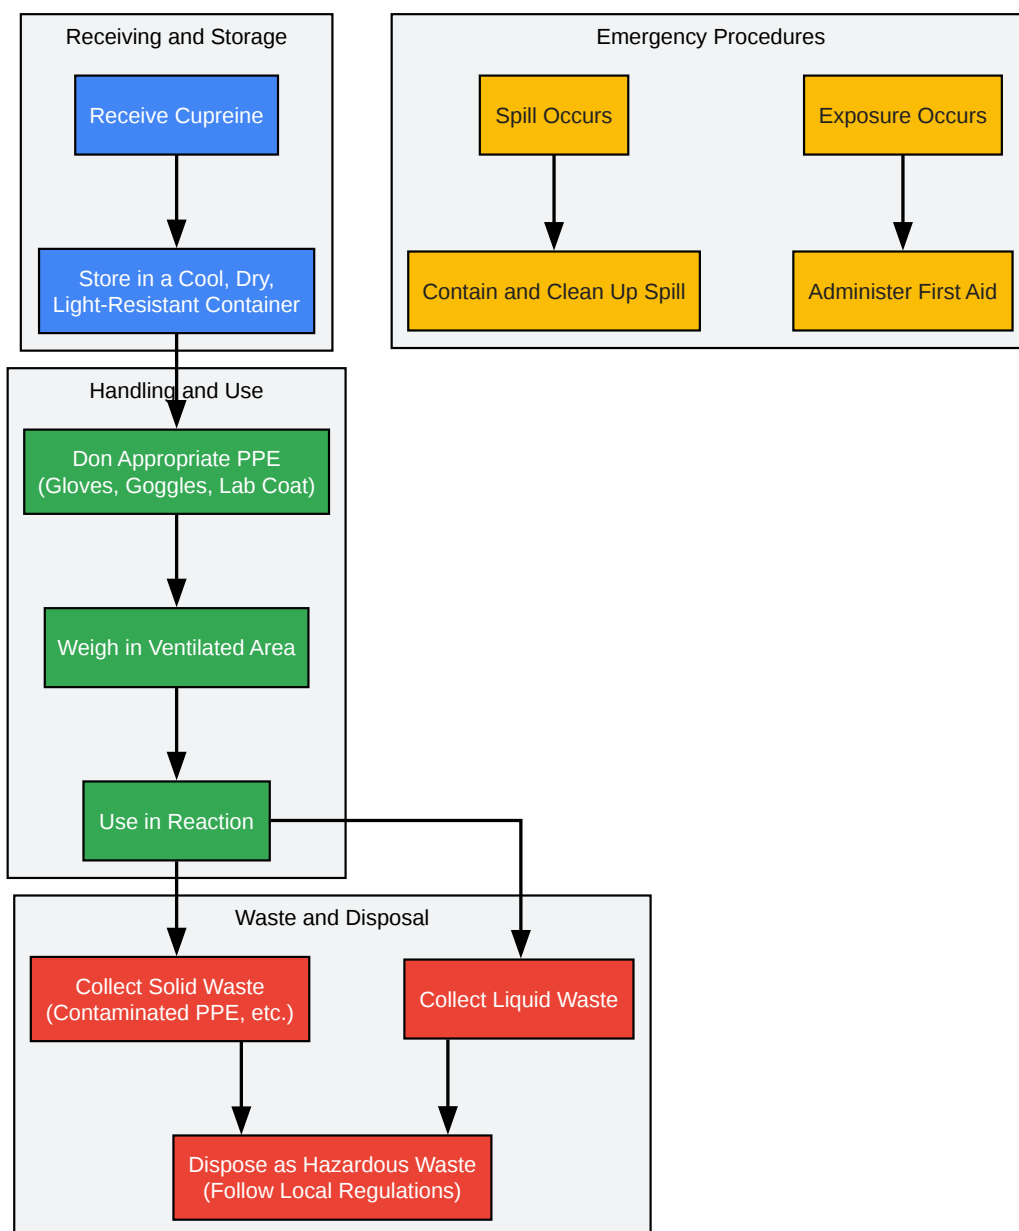 Receiving and Storage
Receive Cupreine
Store in a Cool, Dry,
Light-Resistant Container
Emergency Procedures
Spill Occurs
Exposure Occurs
Contain and Clean Up Spill
Administer First Aid
Handling and Use
Don Appropriate PPE
(Gloves, Goggles, Lab Coat)
Weigh in Ventilated Area
Use in Reaction
Waste and Disposal
Collect Solid Waste
(Contaminated PPE, etc.)
Collect Liquid Waste
Dispose as Hazardous Waste
(Follow Local Regulations)